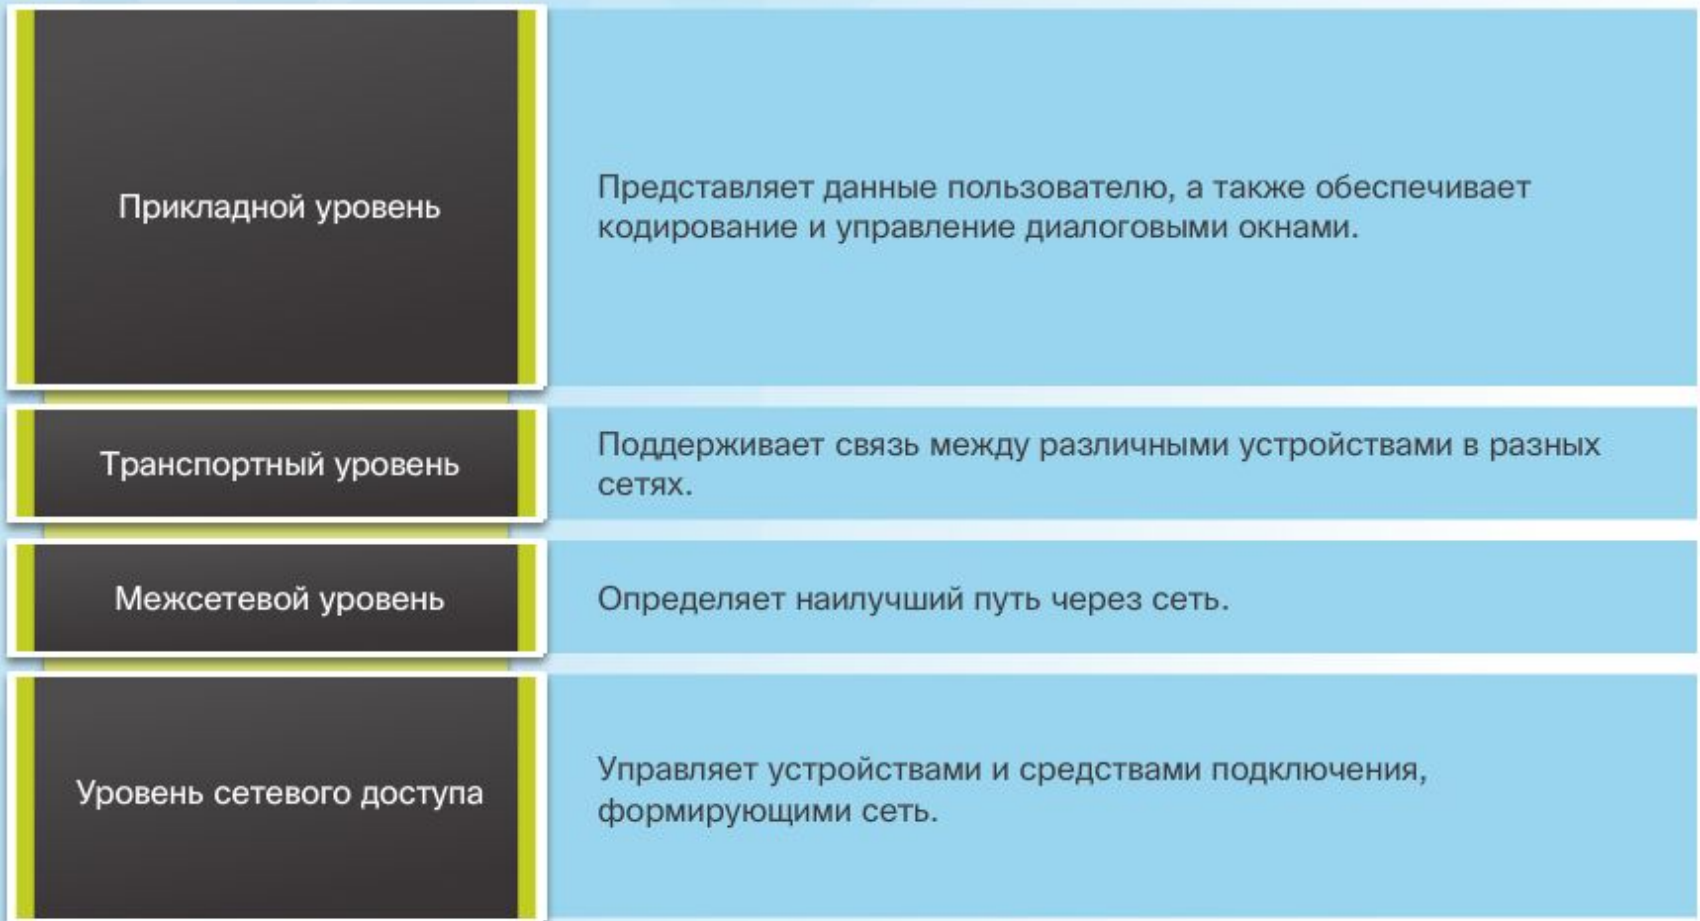 Прикладной уровень
Представляет данные пользователю, а также обеспечивает
кодирование и управление диалоговыми окнами.
Транспортный уровень
Поддерживает связь между различными устройствами в разных
сетях.
Межсетевой уровень
Определяет наилучший путь через сеть.
Уровень сетевого доступа
Управляет устройствами и средствами подключения,
формирующими сеть.